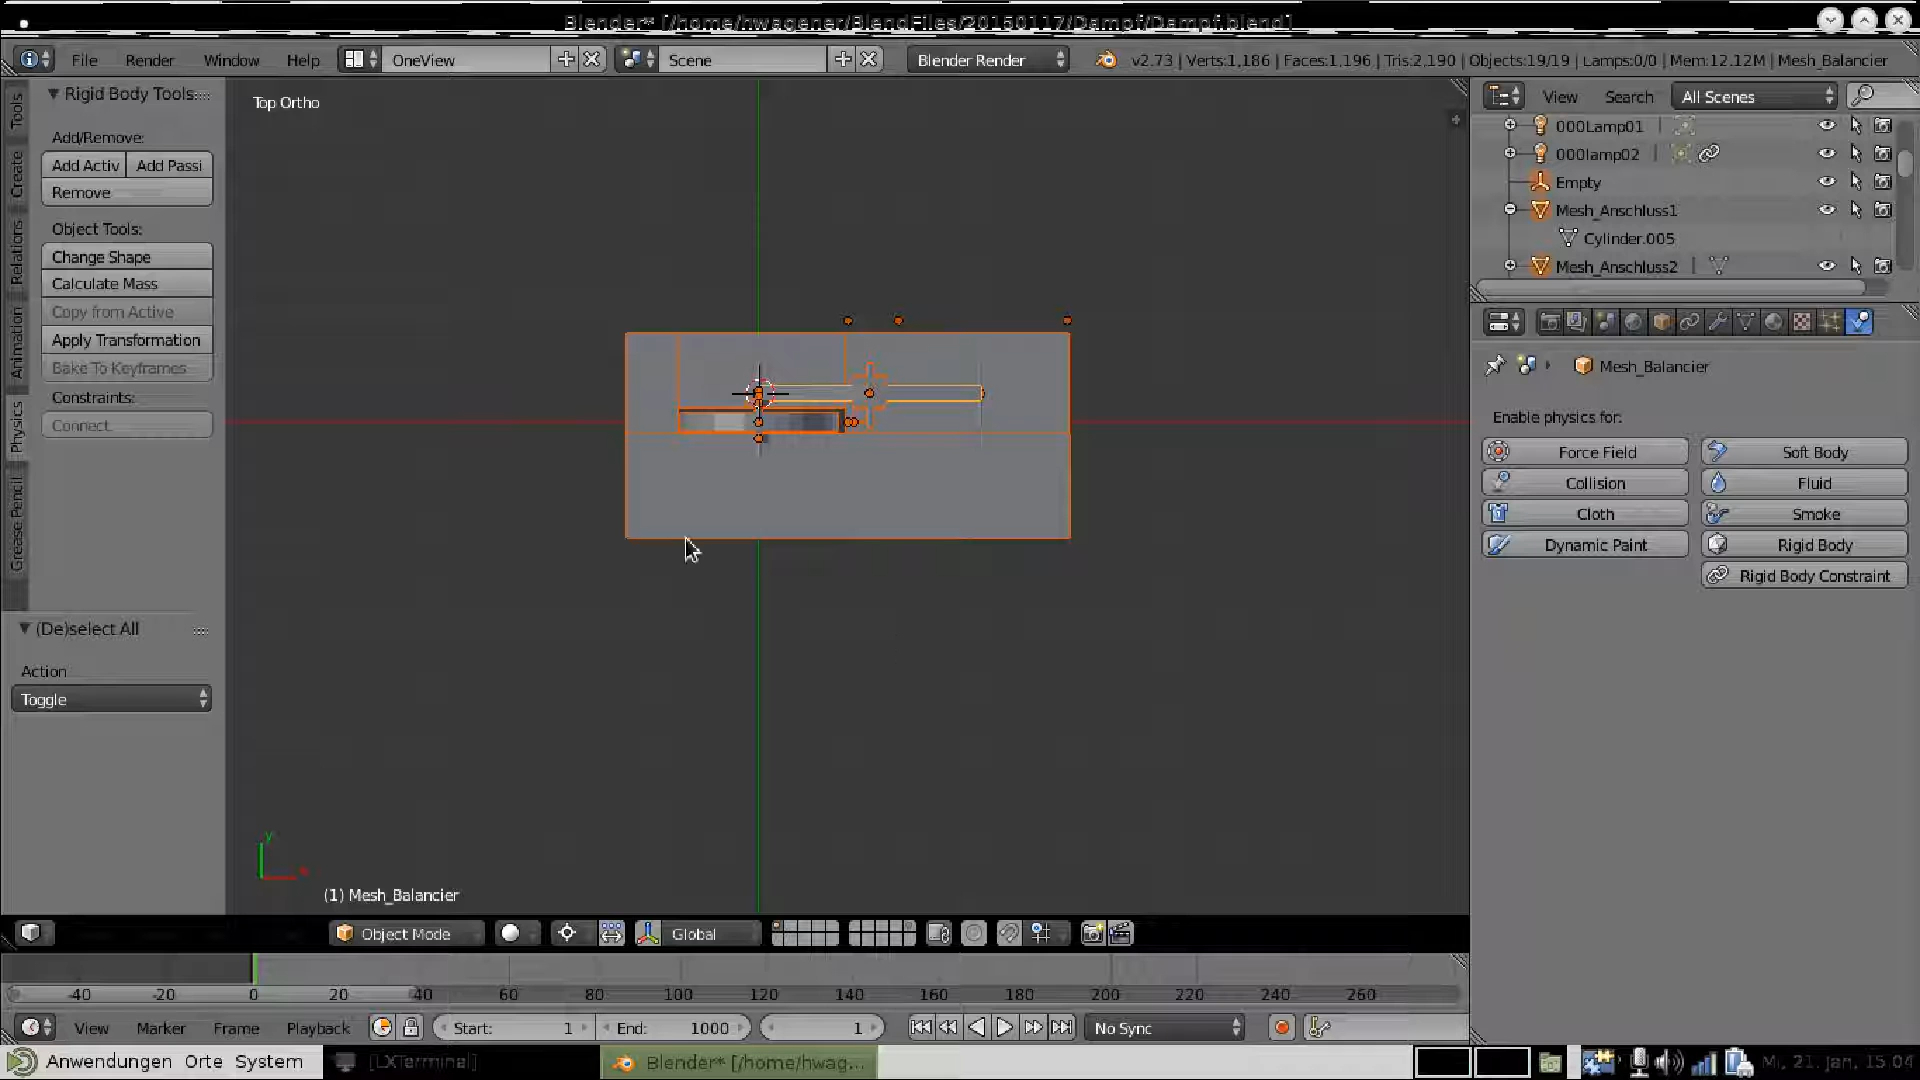 Blender* [/home/hwagener/BlendFiles/20150117/Dampf/Dampf.blend]
File Render Window Help OneView Scene Blender Render v2.73 | Verts:1,186 | Faces:1,196 | Tris:2,190 | Objects:19/19 | Lamps:0/0 | Mem:12.12M | Mesh_Balancier
Tools
Create
Relations
Animation
Physics
Grease Pencil
Rigid Body Tools
Add/Remove:
Add Activ Add Passi
Remove
Object Tools:
Change Shape
Calculate Mass
Copy from Active
Apply Transformation
Bake To Keyframes
Constraints:
Connect
(De)select All
Action
Toggle
Top Ortho
y
(1) Mesh_Balancier
View Search All Scenes
000Lamp01
000lamp02
Empty
Mesh_Anschluss1
Cylinder.005
Mesh_Anschluss2
Mesh_Balancier
Enable physics for:
Force Field Soft Body
Collision Fluid
Cloth Smoke
Dynamic Paint Rigid Body
Rigid Body Constraint
Object Mode Global
-40 -20 0 20 40 60 80 100 120 140 160 180 200 220 240 260
View Marker Frame Playback Start: 1 End: 1000 1 No Sync
Anwendungen Orte System [LXTerminal] Blender* [/home/hwag... Mi, 21. Jan, 15:04